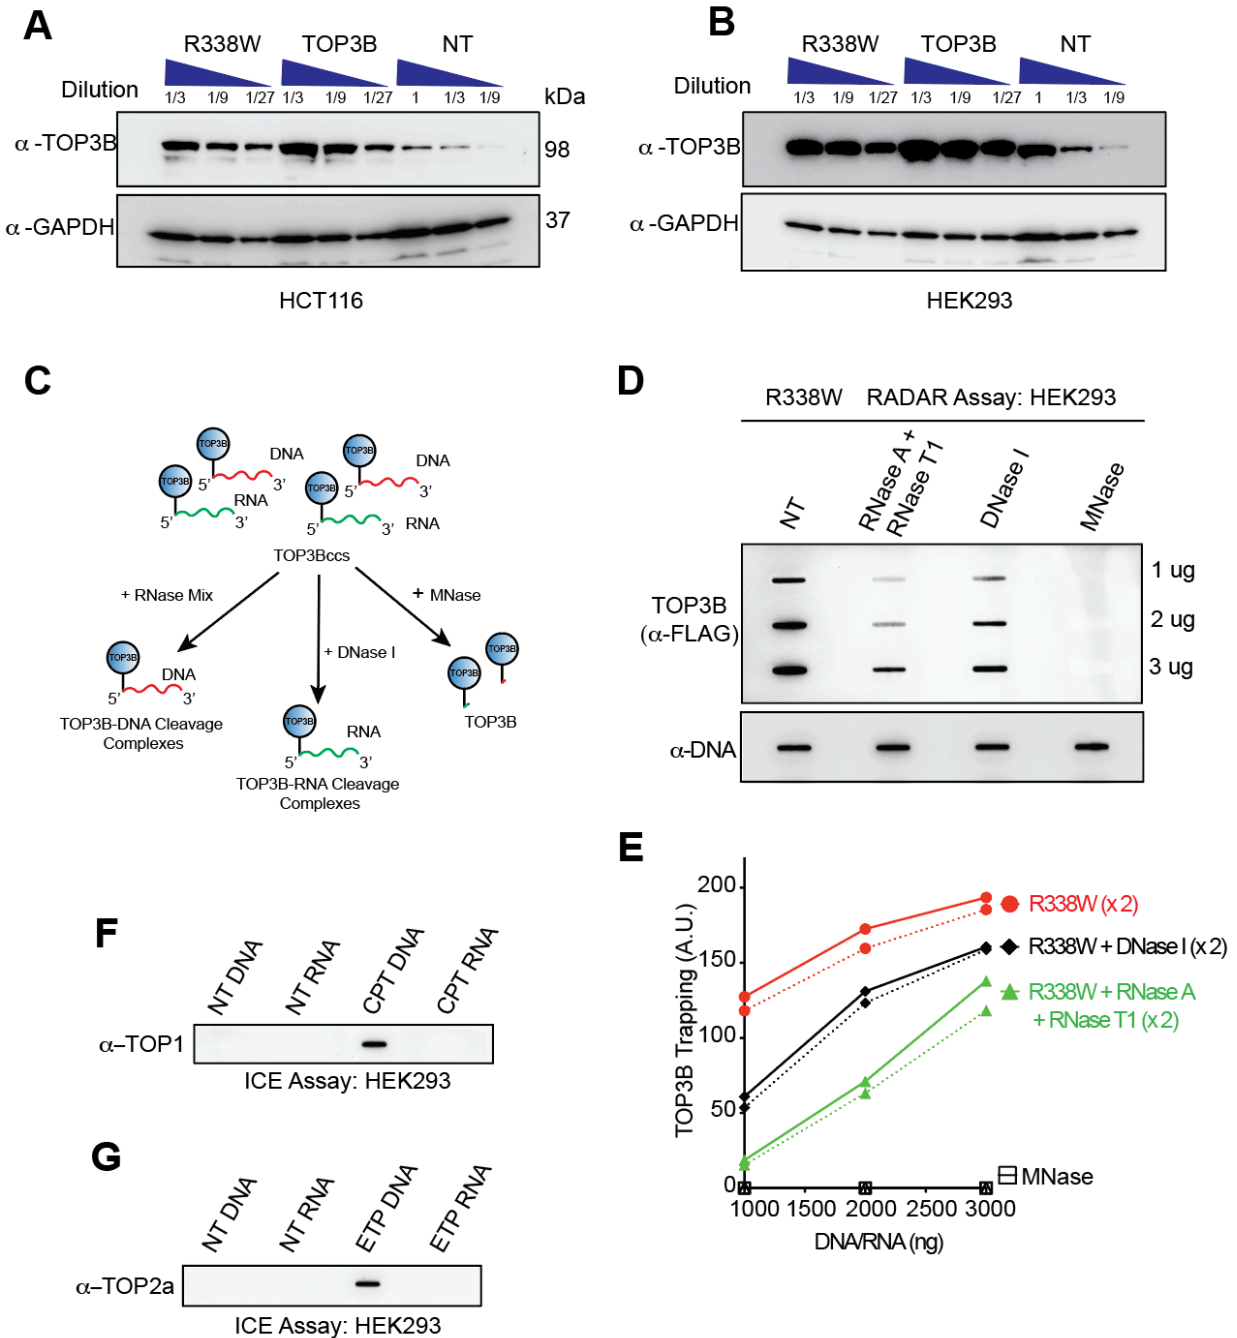 A
R338W TOP3B NT
Dilution 1/3 1/9 1/27 1/3 1/9 1/27 1 1/3 1/9 kDa
α-TOP3B 98
α-GAPDH 37
HCT116
B
R338W TOP3B NT
Dilution 1/3 1/9 1/27 1/3 1/9 1/27 1 1/3 1/9
α-TOP3B
α-GAPDH
HEK293
C
TOP3B DNA TOP3B DNA
5' 3' 5' 3'
TOP3B RNA TOP3B RNA
5' 3' 5' 3'
TOP3Bccs
+ RNase Mix
+ DNase I
+ MNase
TOP3B DNA
5' 3'
TOP3B-DNA Cleavage
Complexes
TOP3B RNA
5' 3'
TOP3B-RNA Cleavage
Complexes
TOP3B
TOP3B
TOP3B
D
R338W RADAR Assay: HEK293
NT
RNase A +
RNase T1
DNase I
MNase
TOP3B
(α-FLAG)
1 ug
2 ug
3 ug
α-DNA
E
TOP3B Trapping (A.U.)
200
150
100
50
0
1000 1500 2000 2500 3000
DNA/RNA (ng)
R338W (x 2)
R338W + DNase I (x 2)
R338W + RNase A
+ RNase T1 (x 2)
MNase
F
NT DNA
NT RNA
CPT DNA
CPT RNA
α–TOP1
ICE Assay: HEK293
G
NT DNA
NT RNA
ETP DNA
ETP RNA
α–TOP2a
ICE Assay: HEK293